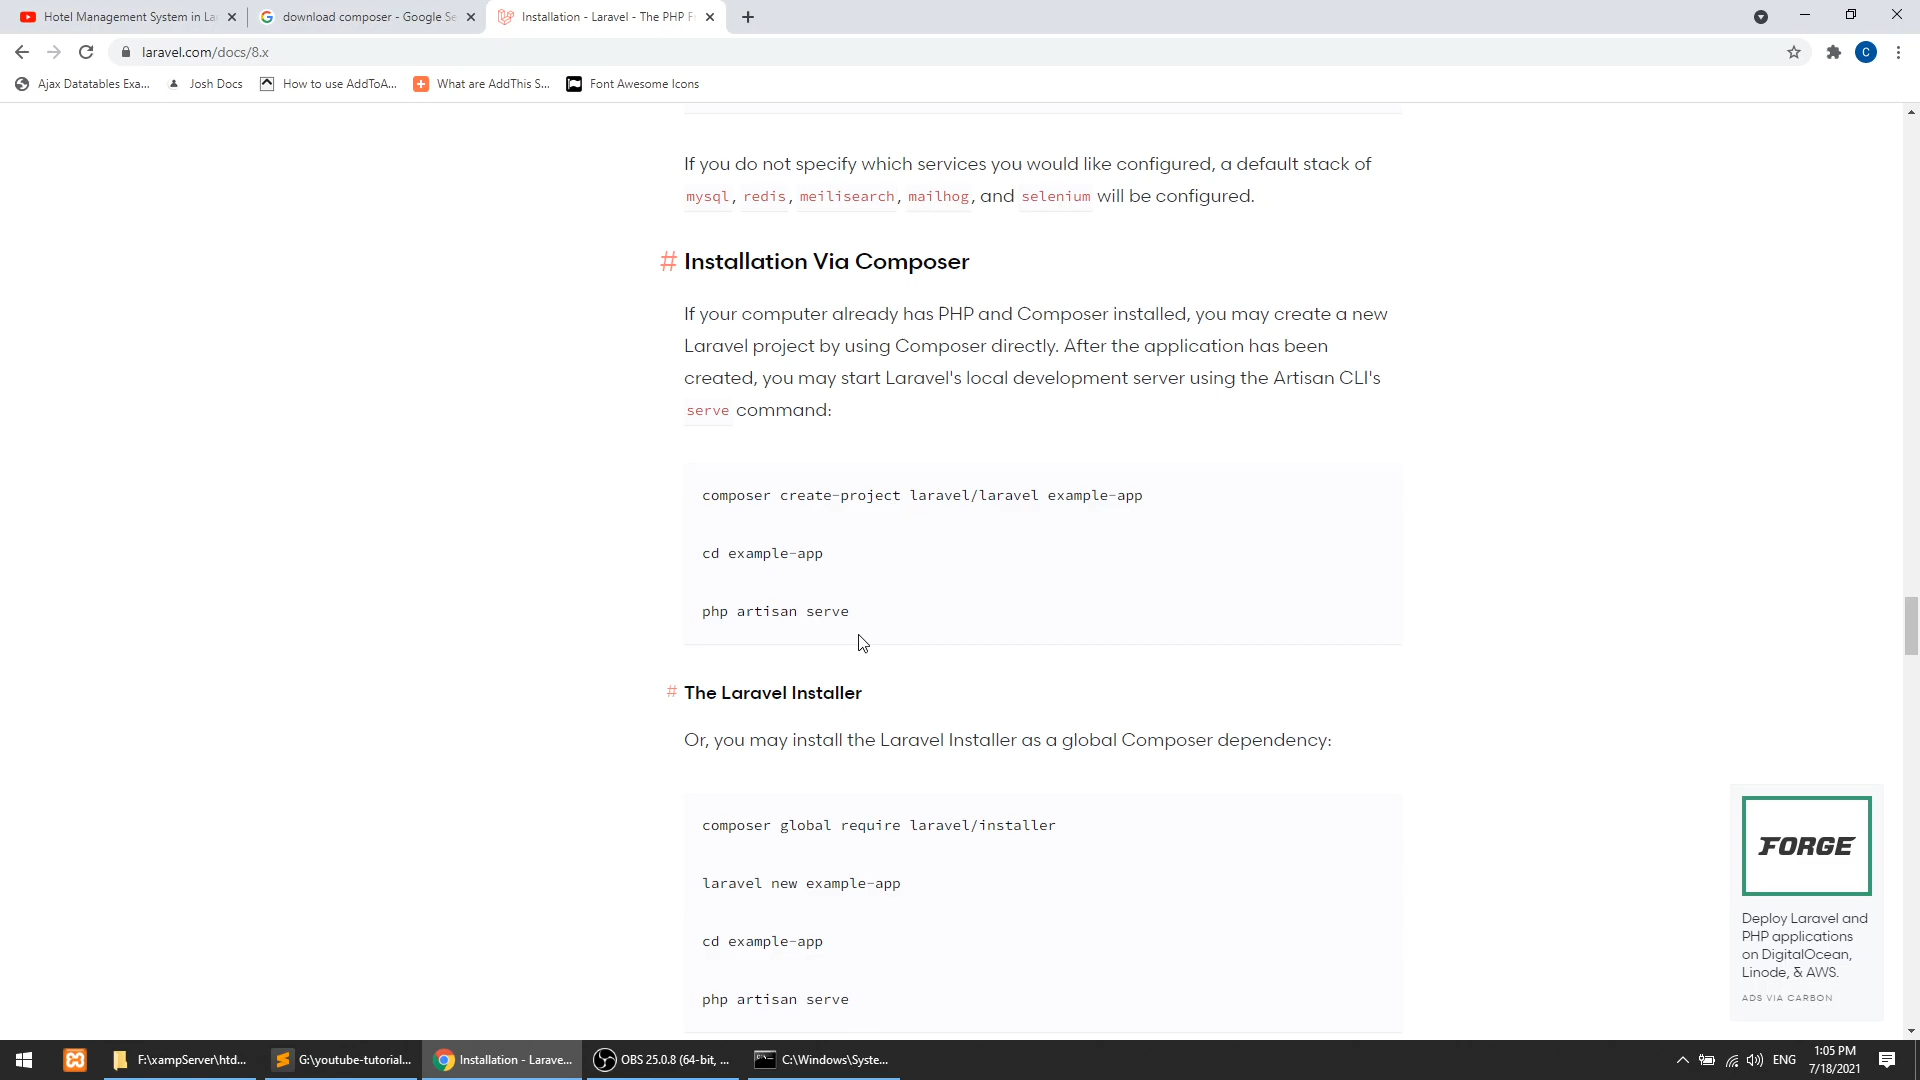 Hotel Management System in La
download composer - Google Se
Installation - Laravel - The PHP F
laravel.com/docs/8.x
C
Ajax Datatables Exa...
Josh Docs
How to use AddToA...
What are AddThis S...
Font Awesome Icons
If you do not specify which services you would like configured, a default stack of
mysql, redis, meilisearch, mailhog, and selenium will be configured.
# Installation Via Composer
If your computer already has PHP and Composer installed, you may create a new
Laravel project by using Composer directly. After the application has been
created, you may start Laravel's local development server using the Artisan CLI's
serve command:
composer create-project laravel/laravel example-app
cd example-app
php artisan serve
# The Laravel Installer
Or, you may install the Laravel Installer as a global Composer dependency:
composer global require laravel/installer
laravel new example-app
cd example-app
php artisan serve
FORGE
Deploy Laravel and
PHP applications
on DigitalOcean,
Linode, & AWS.
ADS VIA CARBON
F:\xampServer\htd...
G:\youtube-tutorial...
Installation - Larave...
OBS 25.0.8 (64-bit, ...
C:\Windows\Syste...
ENG
1:05 PM
7/18/2021